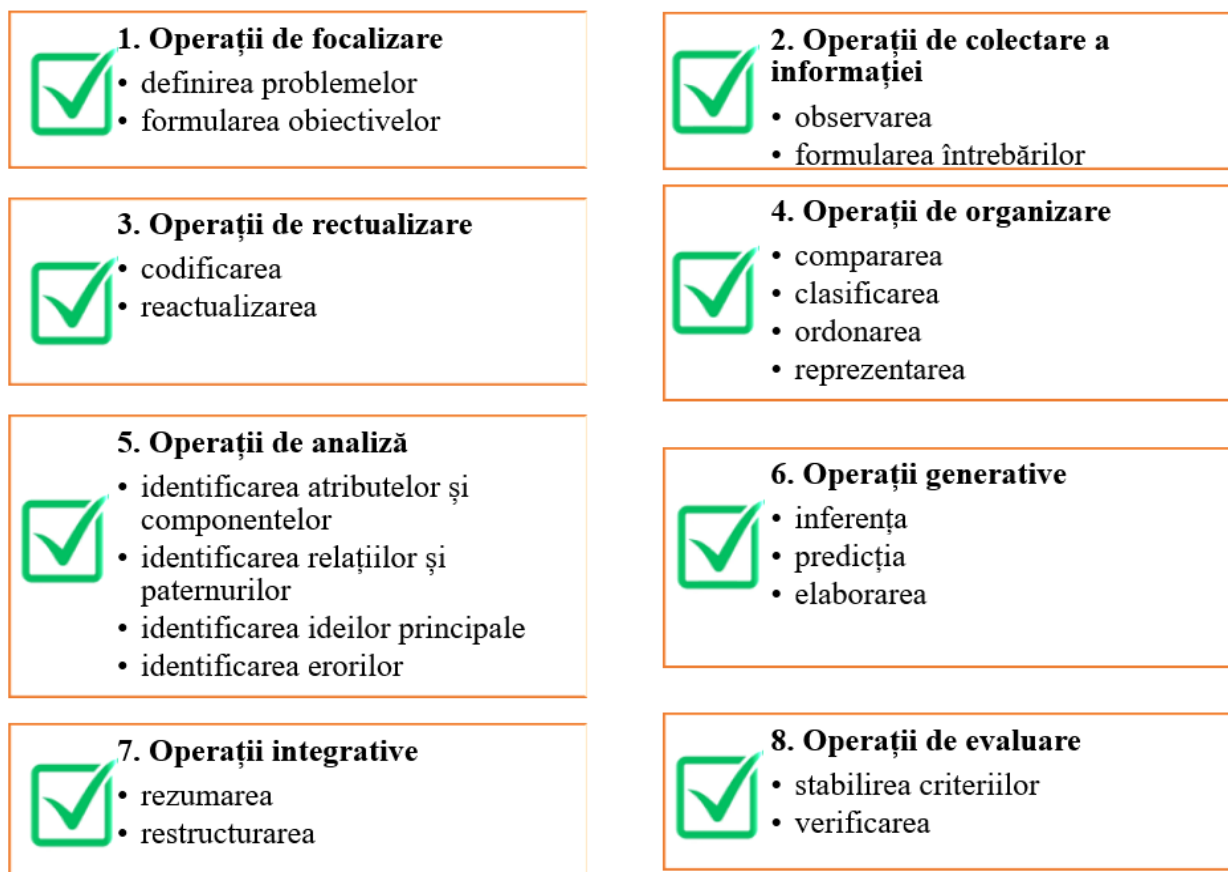 1. Operații de focalizare
• definirea problemelor
• formularea obiectivelor
2. Operații de colectare a
informației
• observarea
• formularea întrebărilor
3. Operații de rectualizare
• codificarea
• reactualizarea
4. Operații de organizare
• compararea
• clasificarea
• ordonarea
• reprezentarea
5. Operații de analiză
• identificarea atributelor și
componentelor
• identificarea relațiilor și
paternurilor
• identificarea ideilor principale
• identificarea erorilor
6. Operații generative
• inferența
• predicția
• elaborarea
7. Operații integrative
• rezumarea
• restructurarea
8. Operații de evaluare
• stabilirea criteriilor
• verificarea